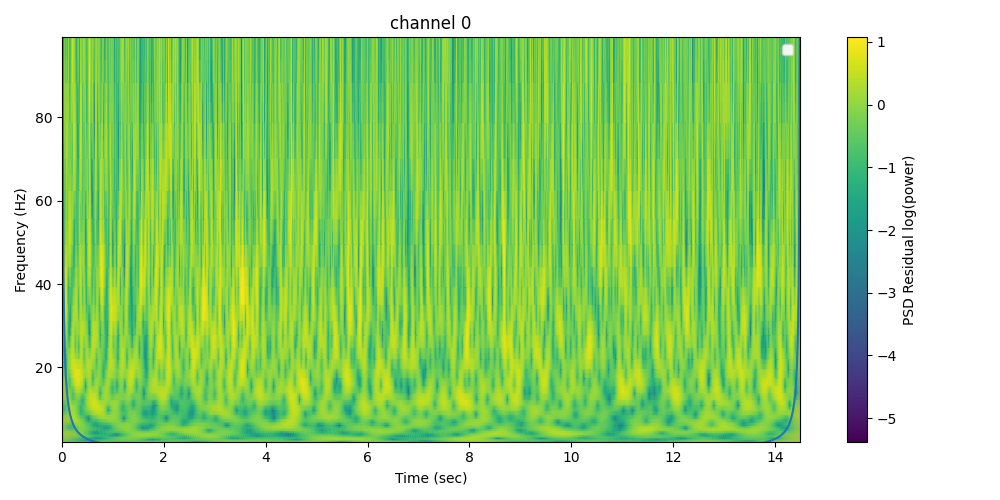 channel 0
Frequency (Hz)
80
60
40
20
0 2 4 6 8 10 12 14
Time (sec)
1
0
−1
−2
−3
−4
−5
PSD Residual log(power)